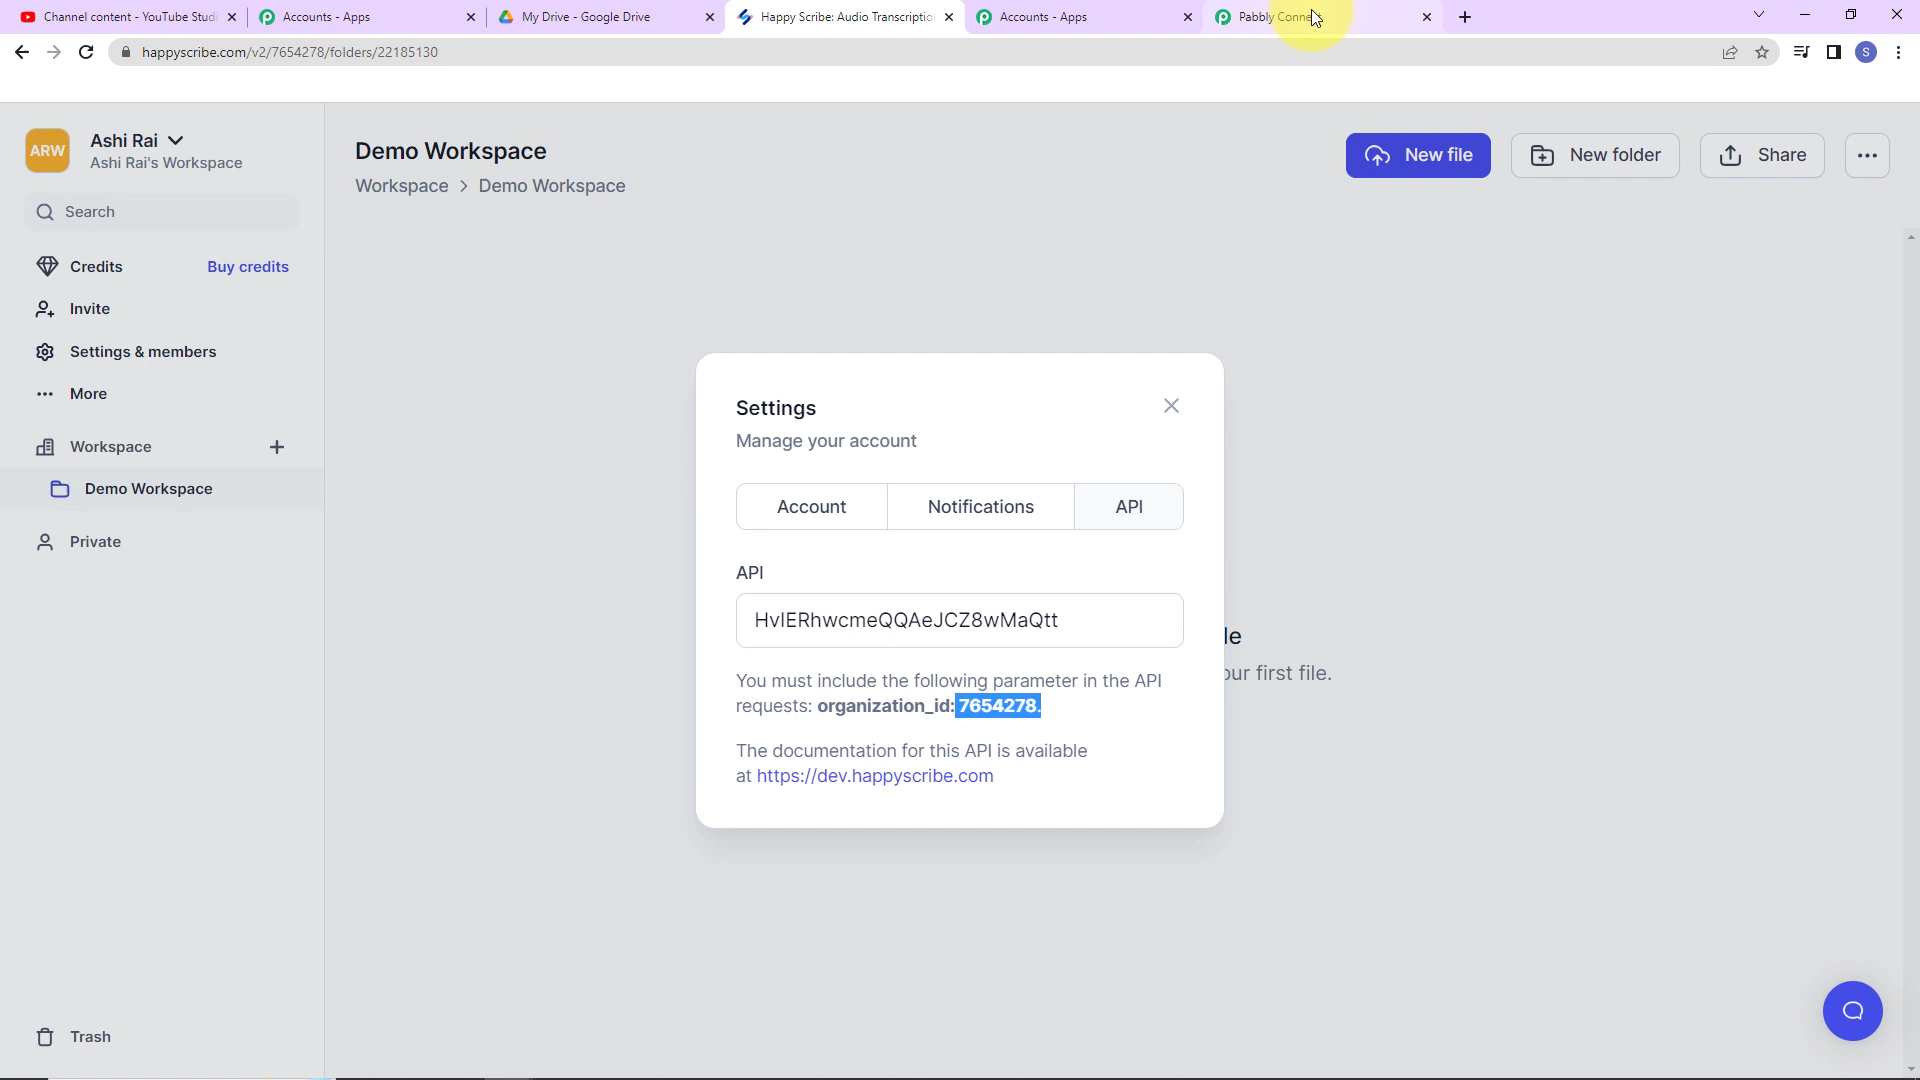 Channel content - YouTube Studi
Accounts - Apps
My Drive - Google Drive
Happy Scribe: Audio Transcriptio
Accounts - Apps
Pabbly Connect
happyscribe.com/v2/7654278/folders/22185130
S
ARW
Ashi Rai
Ashi Rai's Workspace
Search
Credits
Buy credits
Invite
Settings & members
More
Workspace
Demo Workspace
Private
Trash
Demo Workspace
Workspace > Demo Workspace
New file
New folder
Share
Settings
Manage your account
Account
Notifications
API
API
HvIERhwcmeQQAeJCZ8wMaQtt
You must include the following parameter in the API
requests: organization_id: 7654278.
The documentation for this API is available
at https://dev.happyscribe.com
le
our first file.